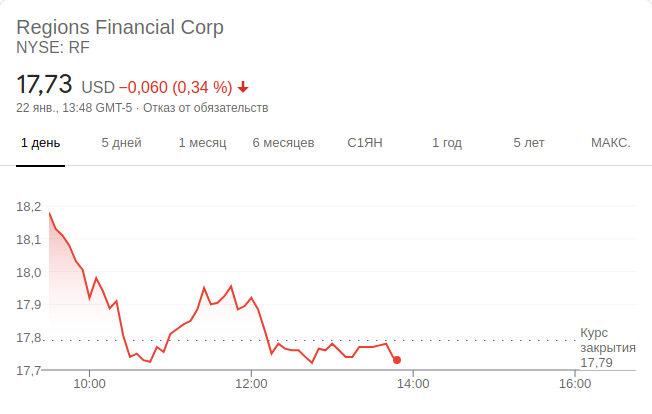 Regions Financial Corp
NYSE: RF
17,73 USD −0,060 (0,34 %)
22 янв., 13:48 GMT-5 · Отказ от обязательств
1 день 5 дней 1 месяц 6 месяцев С1ЯН 1 год 5 лет МАКС.
18,2
18,1
18,0
17,9
17,8
17,7
Курс
закрытия
17,79
10:00 12:00 14:00 16:00